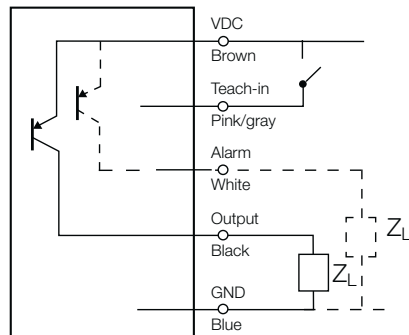 VDC
Brown
Teach-in
Pink/gray
Alarm
White
Output
Black
GND
Blue
Z_L
Z_L